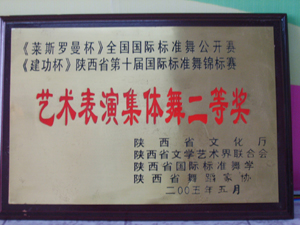 《莱斯罗曼杯》全国国际标准舞公开赛
《建功杯》陕西省第十届国际标准舞锦标赛
艺术表演集体舞二等奖
陕西省文化厅
陕西省文学艺术界联合会
陕西省国际标准舞学
陕西省舞蹈家协
二00三年五月